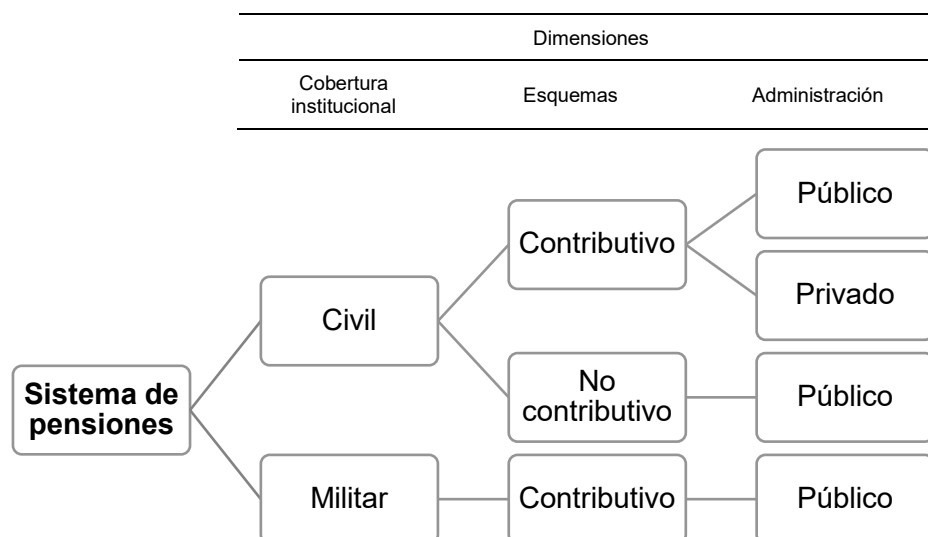 Dimensiones
Cobertura
institucional
Esquemas
Administración
Público
Contributivo
Privado
Civil
No
contributivo
Público
Sistema de
pensiones
Militar
Contributivo
Público